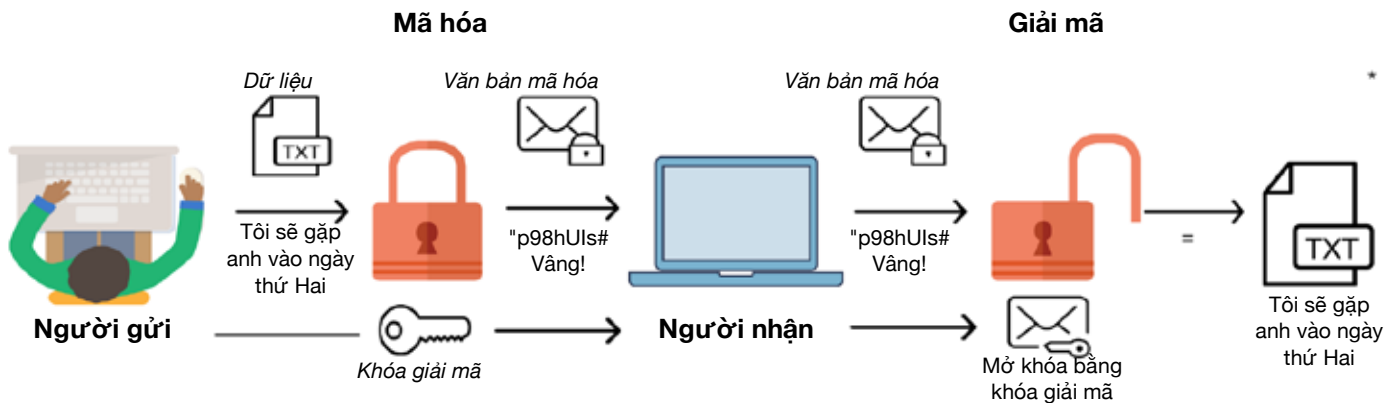 Mã hóa
Giải mã
Dữ liệu
Văn bản mã hóa
Văn bản mã hóa
*
TXT
Tôi sẽ gặp
anh vào ngày
thứ Hai
"p98hUIs#
Vâng!
"p98hUIs#
Vâng!
=
TXT
Tôi sẽ gặp
anh vào ngày
thứ Hai
Người gửi
Khóa giải mã
Người nhận
Mở khóa bằng
khóa giải mã